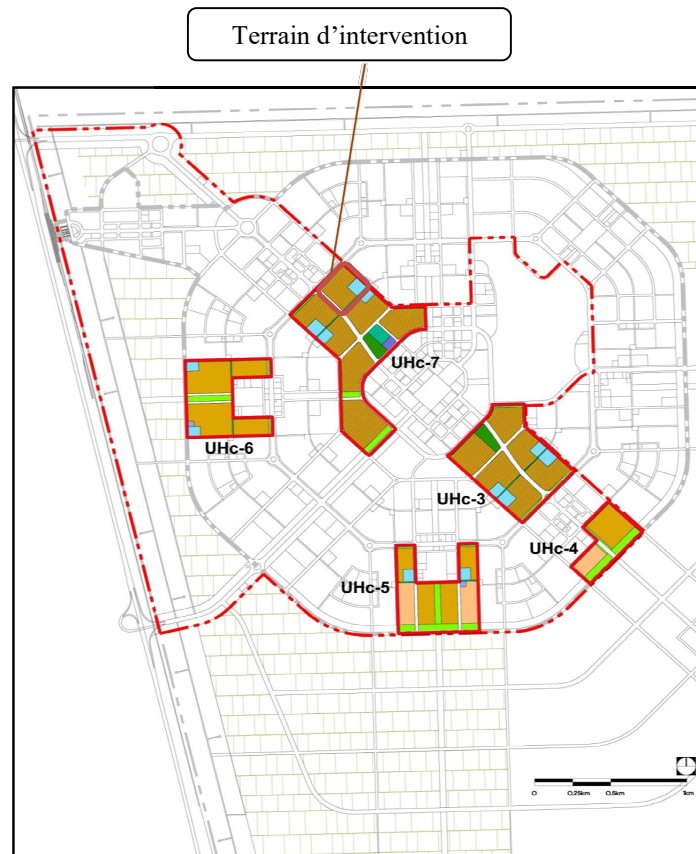 Terrain d’intervention
UHc-7
UHc-6
UHc-3
UHc-4
UHc-5
0 0,25km 0,5km 1km